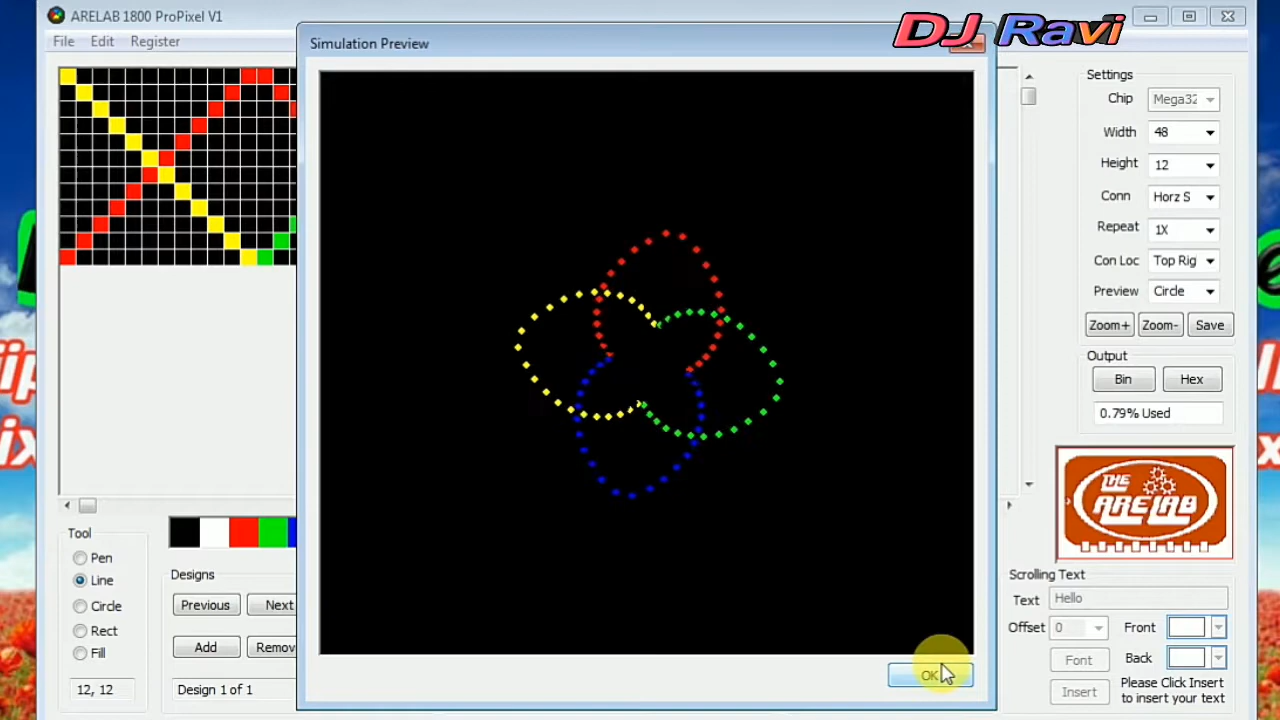 ARELAB 1800 ProPixel V1
DJ Ravi
File Edit Register
Simulation Preview
Settings
Chip Mega32
Width 48
Height 12
Conn Horz S
Repeat 1X
Con Loc Top Rig
Preview Circle
Zoom+ Zoom- Save
Output
Bin Hex
0.79% Used
THE
ARELAB
Tool
Pen
Line
Circle
Rect
Fill
12, 12
Designs
Previous Next
Add Remov
Design 1 of 1
OK
Scrolling Text
Text Hello
Offset 0 Front
Font Back
Insert Please Click Insert
to insert your text